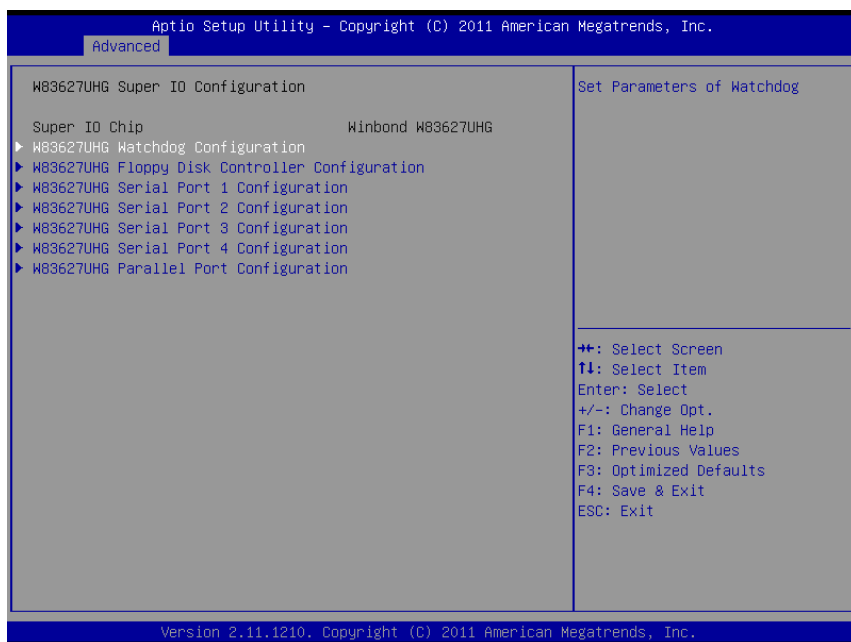 Aptio Setup Utility – Copyright (C) 2011 American Megatrends, Inc.
Advanced
W83627UHG Super IO Configuration
Super IO Chip Winbond W83627UHG
▶ W83627UHG Watchdog Configuration
▶ W83627UHG Floppy Disk Controller Configuration
▶ W83627UHG Serial Port 1 Configuration
▶ W83627UHG Serial Port 2 Configuration
▶ W83627UHG Serial Port 3 Configuration
▶ W83627UHG Serial Port 4 Configuration
▶ W83627UHG Parallel Port Configuration
Set Parameters of Watchdog
→←: Select Screen
↑↓: Select Item
Enter: Select
+/-: Change Opt.
F1: General Help
F2: Previous Values
F3: Optimized Defaults
F4: Save & Exit
ESC: Exit
Version 2.11.1210. Copyright (C) 2011 American Megatrends, Inc.